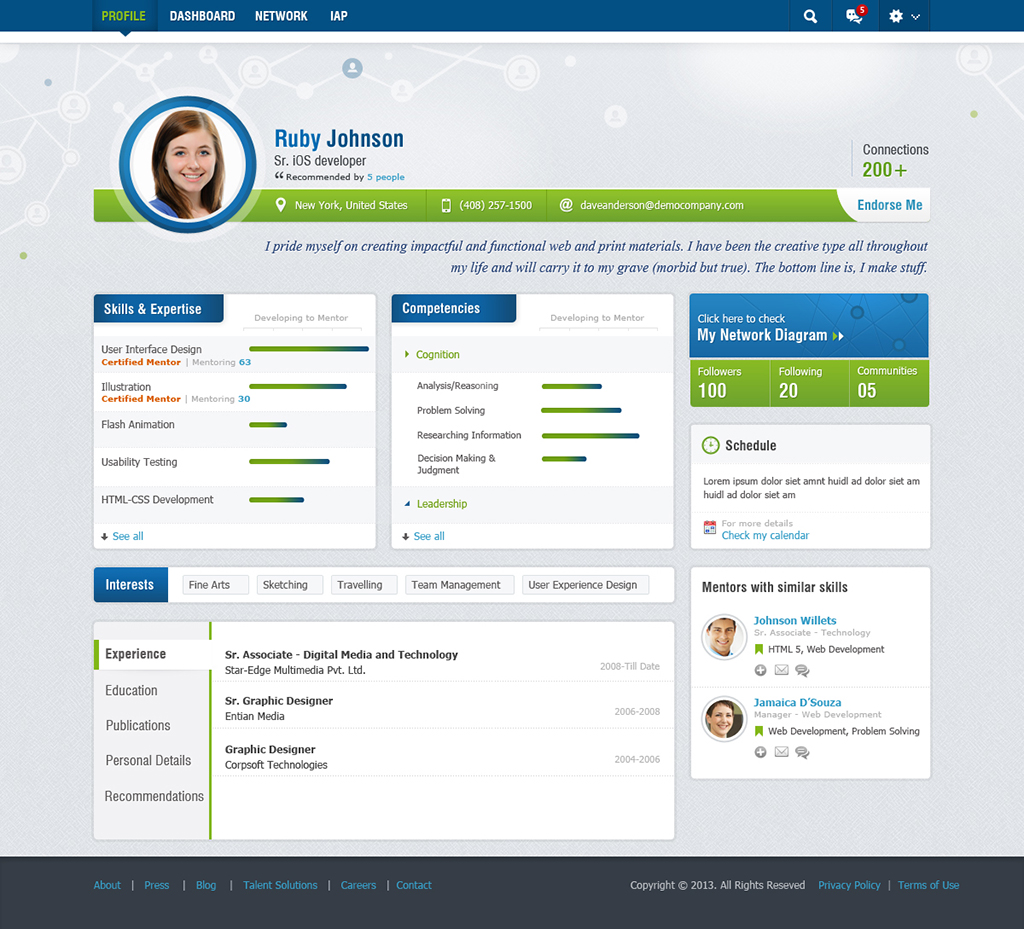 PROFILE DASHBOARD NETWORK IAP 5
Ruby Johnson
Sr. iOS developer
“ Recommended by 5 people
Connections
200+
New York, United States (408) 257-1500 @ daveanderson@democompany.com Endorse Me
I pride myself on creating impactful and functional web and print materials. I have been the creative type all throughout
my life and will carry it to my grave (morbid but true). The bottom line is, I make stuff.
Skills & Expertise
Developing to Mentor
User Interface Design
Certified Mentor | Mentoring 63
Illustration
Certified Mentor | Mentoring 30
Flash Animation
Usability Testing
HTML-CSS Development
See all
Competencies
Developing to Mentor
Cognition
Analysis/Reasoning
Problem Solving
Researching Information
Decision Making &
Judgment
Leadership
See all
Click here to check
My Network Diagram
Followers Following Communities
100 20 05
Schedule
Lorem ipsum dolor siet amnt huidl ad dolor siet am
huidl ad dolor siet am
For more details
Check my calendar
Interests Fine Arts Sketching Travelling Team Management User Experience Design
Experience
Education
Publications
Personal Details
Recommendations
Sr. Associate - Digital Media and Technology
Star-Edge Multimedia Pvt. Ltd.
2008-Till Date
Sr. Graphic Designer
Entian Media
2006-2008
Graphic Designer
Corpsoft Technologies
2004-2006
Mentors with similar skills
Johnson Willets
Sr. Associate - Technology
HTML 5, Web Development
Jamaica D’Souza
Manager - Web Development
Web Development, Problem Solving
About | Press | Blog | Talent Solutions | Careers | Contact
Copyright © 2013. All Rights Reseved Privacy Policy | Terms of Use